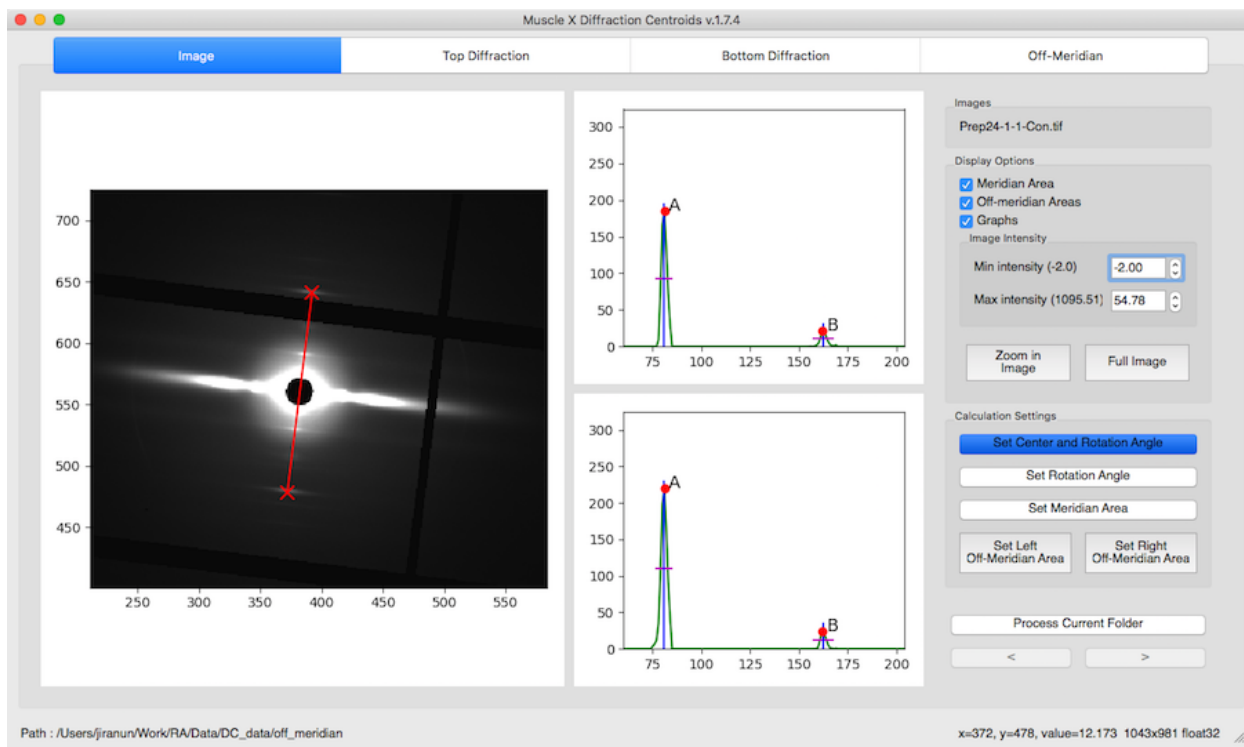 Muscle X Diffraction Centroids v.1.7.4
Image
Top Diffraction
Bottom Diffraction
Off-Meridian
700
650
600
550
500
450
250 300 350 400 450 500 550
300
250
200
150
100
50
0
A
B
75 100 125 150 175 200
300
250
200
150
100
50
0
A
B
75 100 125 150 175 200
Images
Prep24-1-1-Con.tif
Display Options
Meridian Area
Off-meridian Areas
Graphs
Image Intensity
Min intensity (-2.0) -2.00
Max intensity (1095.51) 54.78
Zoom in
Image
Full Image
Calculation Settings
Set Center and Rotation Angle
Set Rotation Angle
Set Meridian Area
Set Left
Off-Meridian Area
Set Right
Off-Meridian Area
Process Current Folder
< >
Path : /Users/jiranun/Work/RA/Data/DC_data/off_meridian
x=372, y=478, value=12.173 1043x981 float32